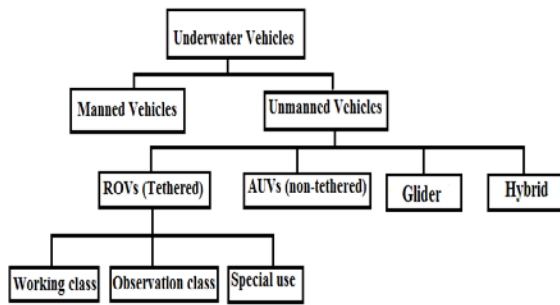 Underwater Vehicles
Manned Vehicles
Unmanned Vehicles
ROVs (Tethered)
AUVs (non-tethered)
Glider
Hybrid
Working class
Observation class
Special use